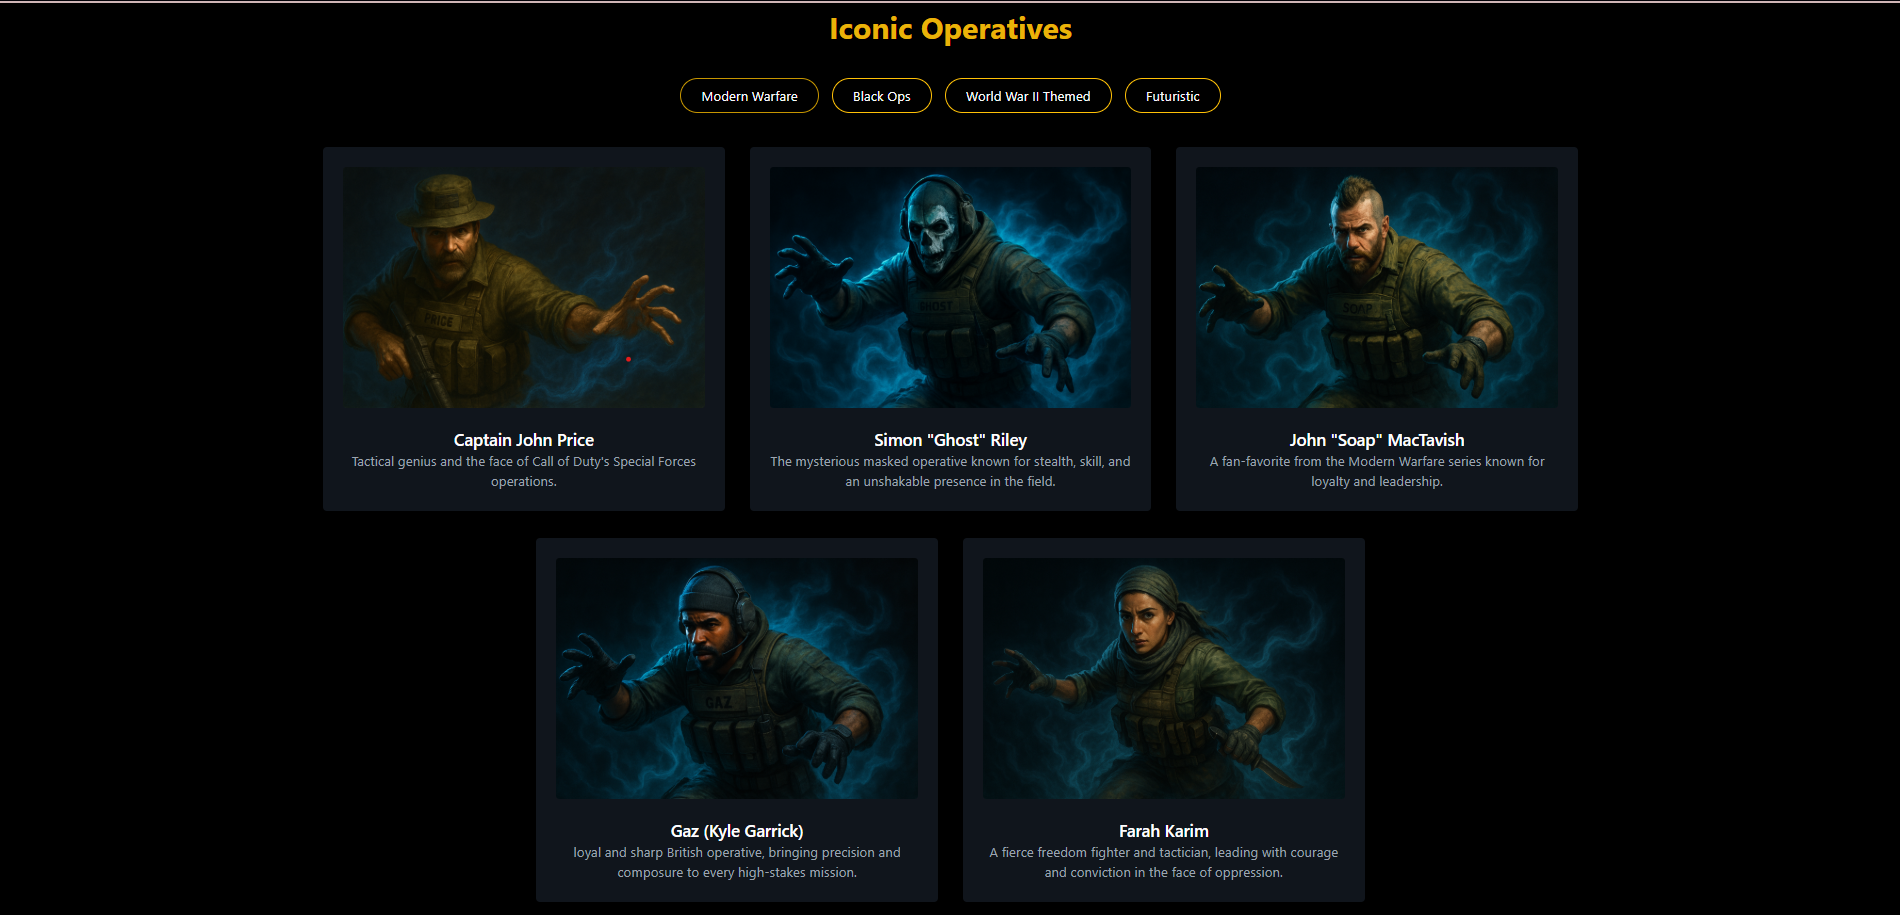 Iconic Operatives
Modern Warfare
Black Ops
World War II Themed
Futuristic
PRICE
GHOST
SOAP
Captain John Price
Tactical genius and the face of Call of Duty's Special Forces
operations.
Simon "Ghost" Riley
The mysterious masked operative known for stealth, skill, and
an unshakable presence in the field.
John "Soap" MacTavish
A fan-favorite from the Modern Warfare series known for
loyalty and leadership.
GAZ
Gaz (Kyle Garrick)
loyal and sharp British operative, bringing precision and
composure to every high-stakes mission.
Farah Karim
A fierce freedom fighter and tactician, leading with courage
and conviction in the face of oppression.